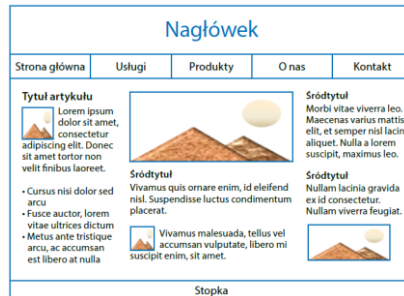 Nagłówek
Strona główna
Usługi
Produkty
O nas
Kontakt
Tytuł artykułu
Lorem ipsum
dolor sit amet,
consectetur
adipiscing elit. Donec
sit amet tortor non
velit finibus laoreet.
• Cursus nisi dolor sed
arcu
• Fusce auctor, lorem
vitae ultrices dictum
• Metus ante tristique
arcu, ac accumsan
est libero at nulla
Śródtytuł
Vivamus quis ornare enim, id eleifend
nisl. Suspendisse luctus condimentum
placerat.
Vivamus malesuada, tellus vel
accumsan vulputate, libero mi
suscipit enim, sit amet.
Śródtytuł
Morbi vitae viverra leo.
Maecenas varius mattis
elit, et semper nisl lacin
aliquet. Nulla a lorem
suscipit, maximus leo.
Śródtytuł
Nullam lacinia gravida
ex id consectetur.
Nullam viverra feugiat.
Stopka